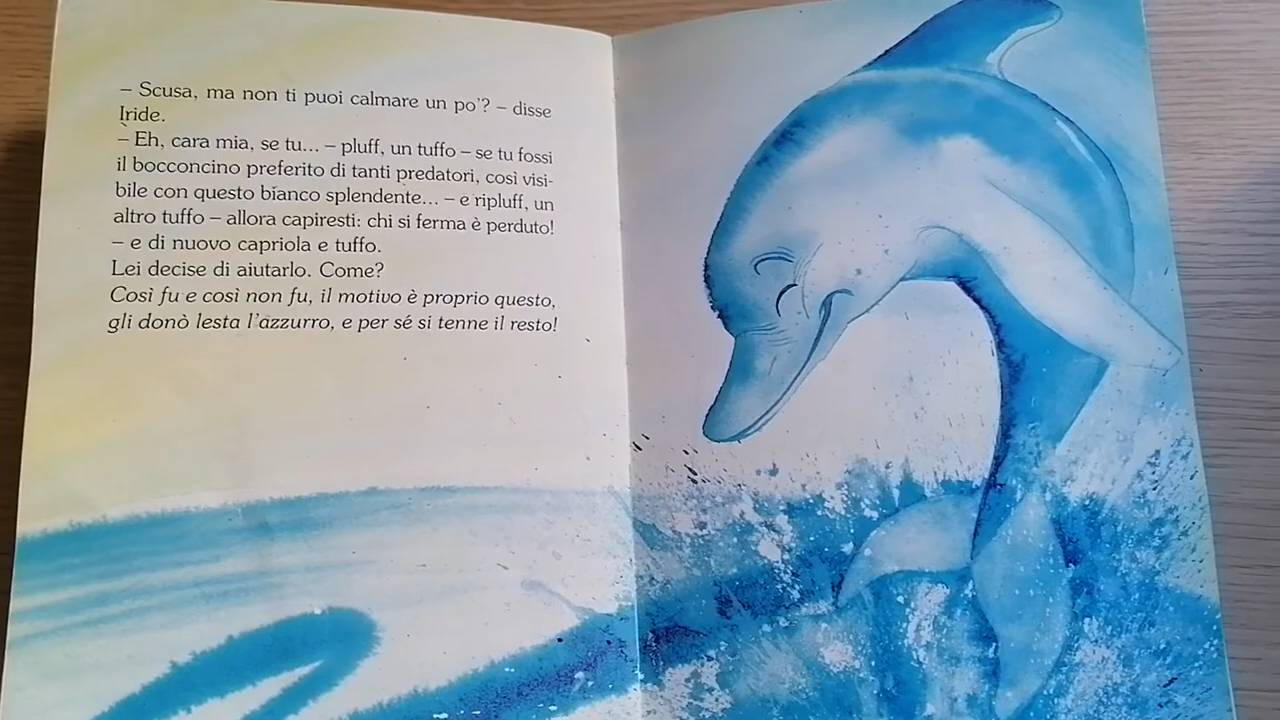 – Scusa, ma non ti puoi calmare un po'? – disse
Iride.
– Eh, cara mia, se tu... – pluff, un tuffo – se tu fossi
il bocconcino preferito di tanti predatori, così visi-
bile con questo bianco splendente... – e ripluff, un
altro tuffo – allora capiresti: chi si ferma è perduto!
– e di nuovo capriola e tuffo.
Lei decise di aiutarlo. Come?
Così fu e così non fu, il motivo è proprio questo,
gli donò lesta l'azzurro, e per sé si tenne il resto!